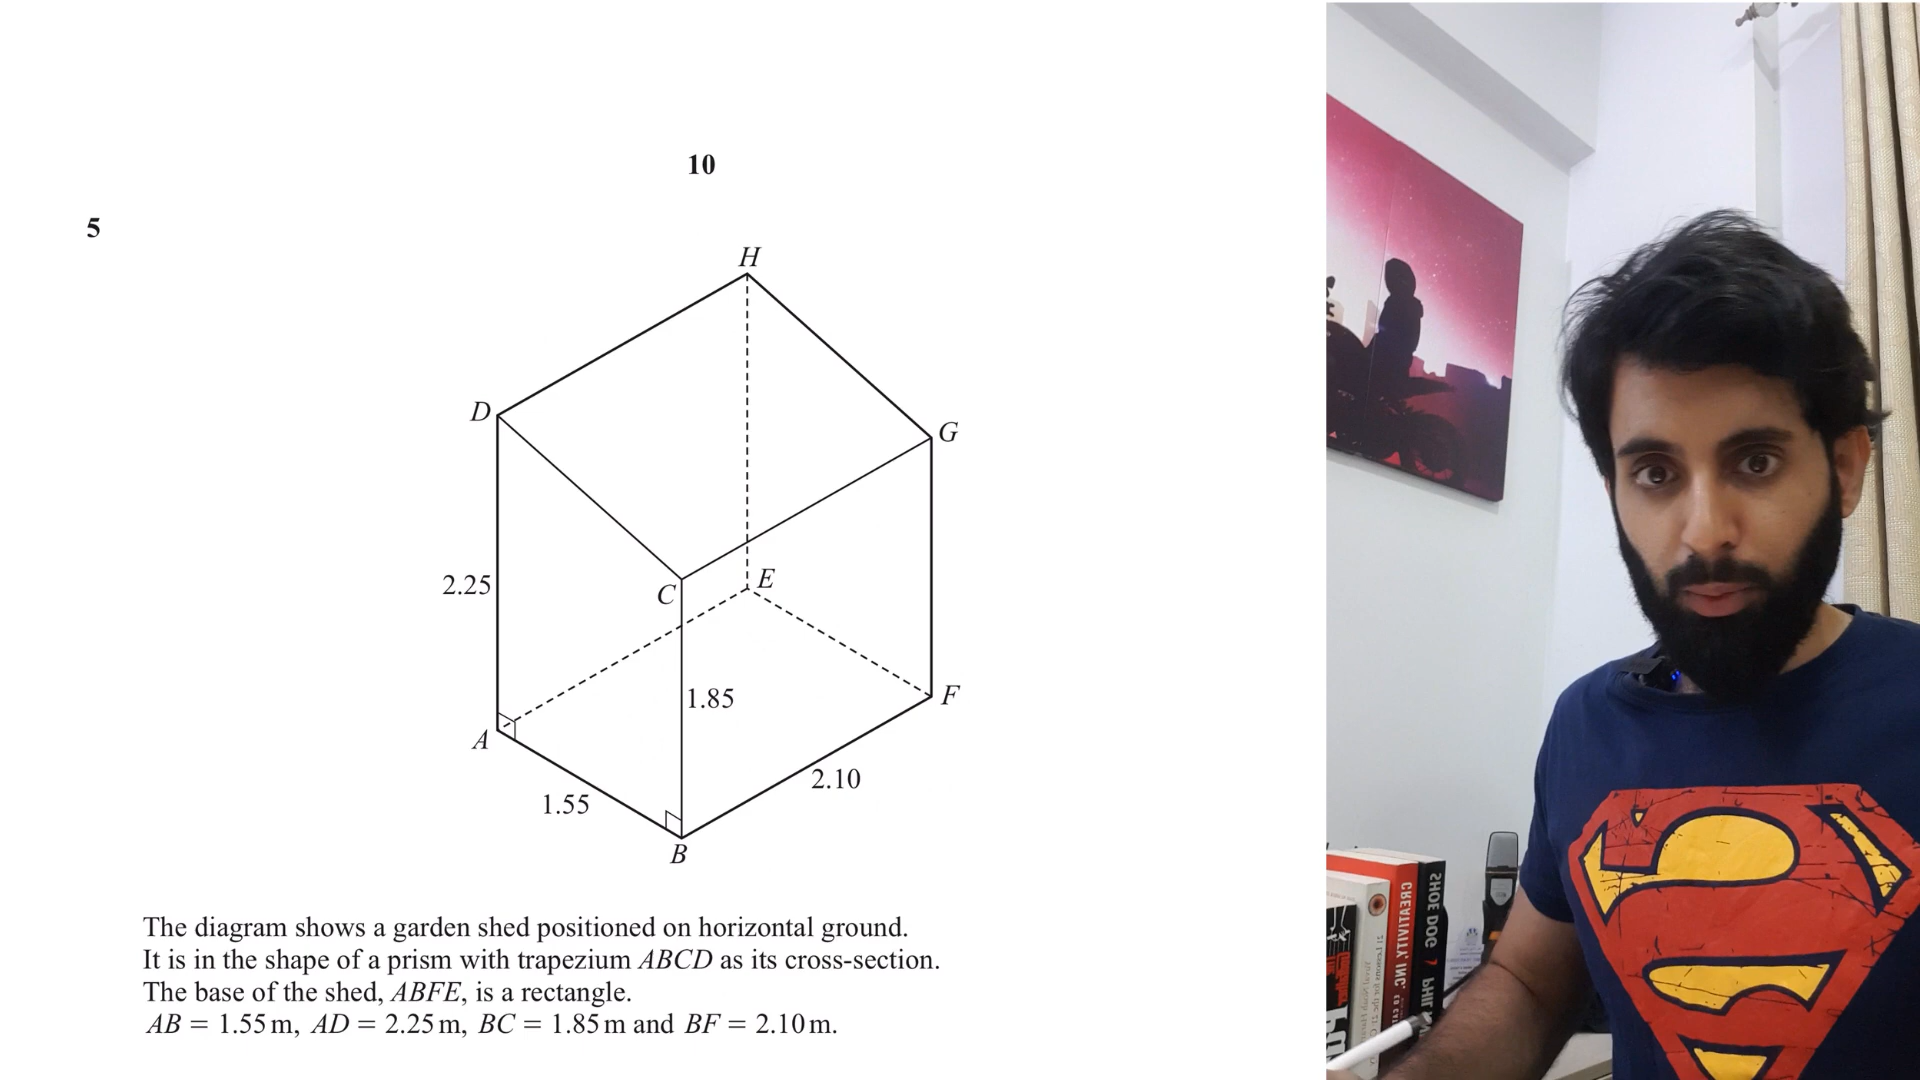 10
5
H
D
G
2.25
E
C
1.85
F
A
2.10
1.55
B
The diagram shows a garden shed positioned on horizontal ground.
It is in the shape of a prism with trapezium ABCD as its cross-section.
The base of the shed, ABFE, is a rectangle.
AB = 1.55 m, AD = 2.25 m, BC = 1.85 m and BF = 2.10 m.
CREATIVITY, INC.
SHOE DOG